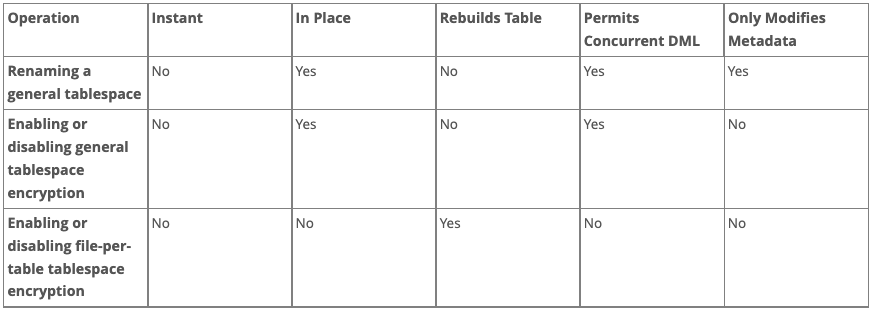 Operation Instant In Place Rebuilds Table Permits Only Modifies
Concurrent DML Metadata
Renaming a No Yes No Yes Yes
general tablespace
Enabling or No Yes No Yes No
disabling general
tablespace
encryption
Enabling or No No Yes No No
disabling file-per-
table tablespace
encryption